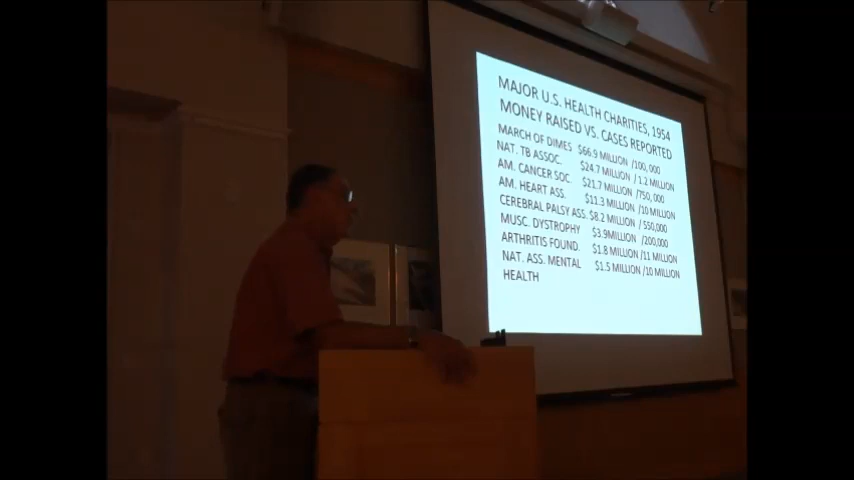 MAJOR U.S. HEALTH CHARITIES, 1954
MONEY RAISED VS. CASES REPORTED
MARCH OF DIMES $66.9 MILLION /100,000
NAT. TB ASSOC. $24.7 MILLION / 1.2 MILLION
AM. CANCER SOC. $21.7 MILLION /750,000
AM. HEART ASS. $11.3 MILLION /10 MILLION
CEREBRAL PALSY ASS. $8.2 MILLION / 550,000
MUSC. DYSTROPHY $3.9MILLION /200,000
ARTHRITIS FOUND. $1.8 MILLION /11 MILLION
NAT. ASS. MENTAL $1.5 MILLION /10 MILLION
HEALTH